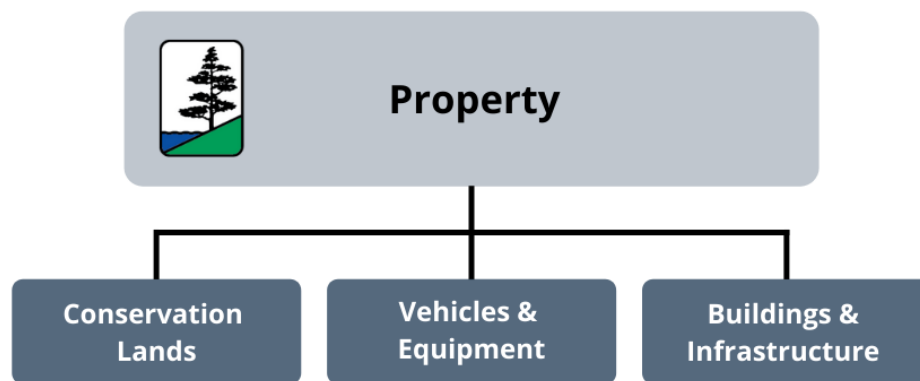 Property
Conservation
Lands
Vehicles &
Equipment
Buildings &
Infrastructure